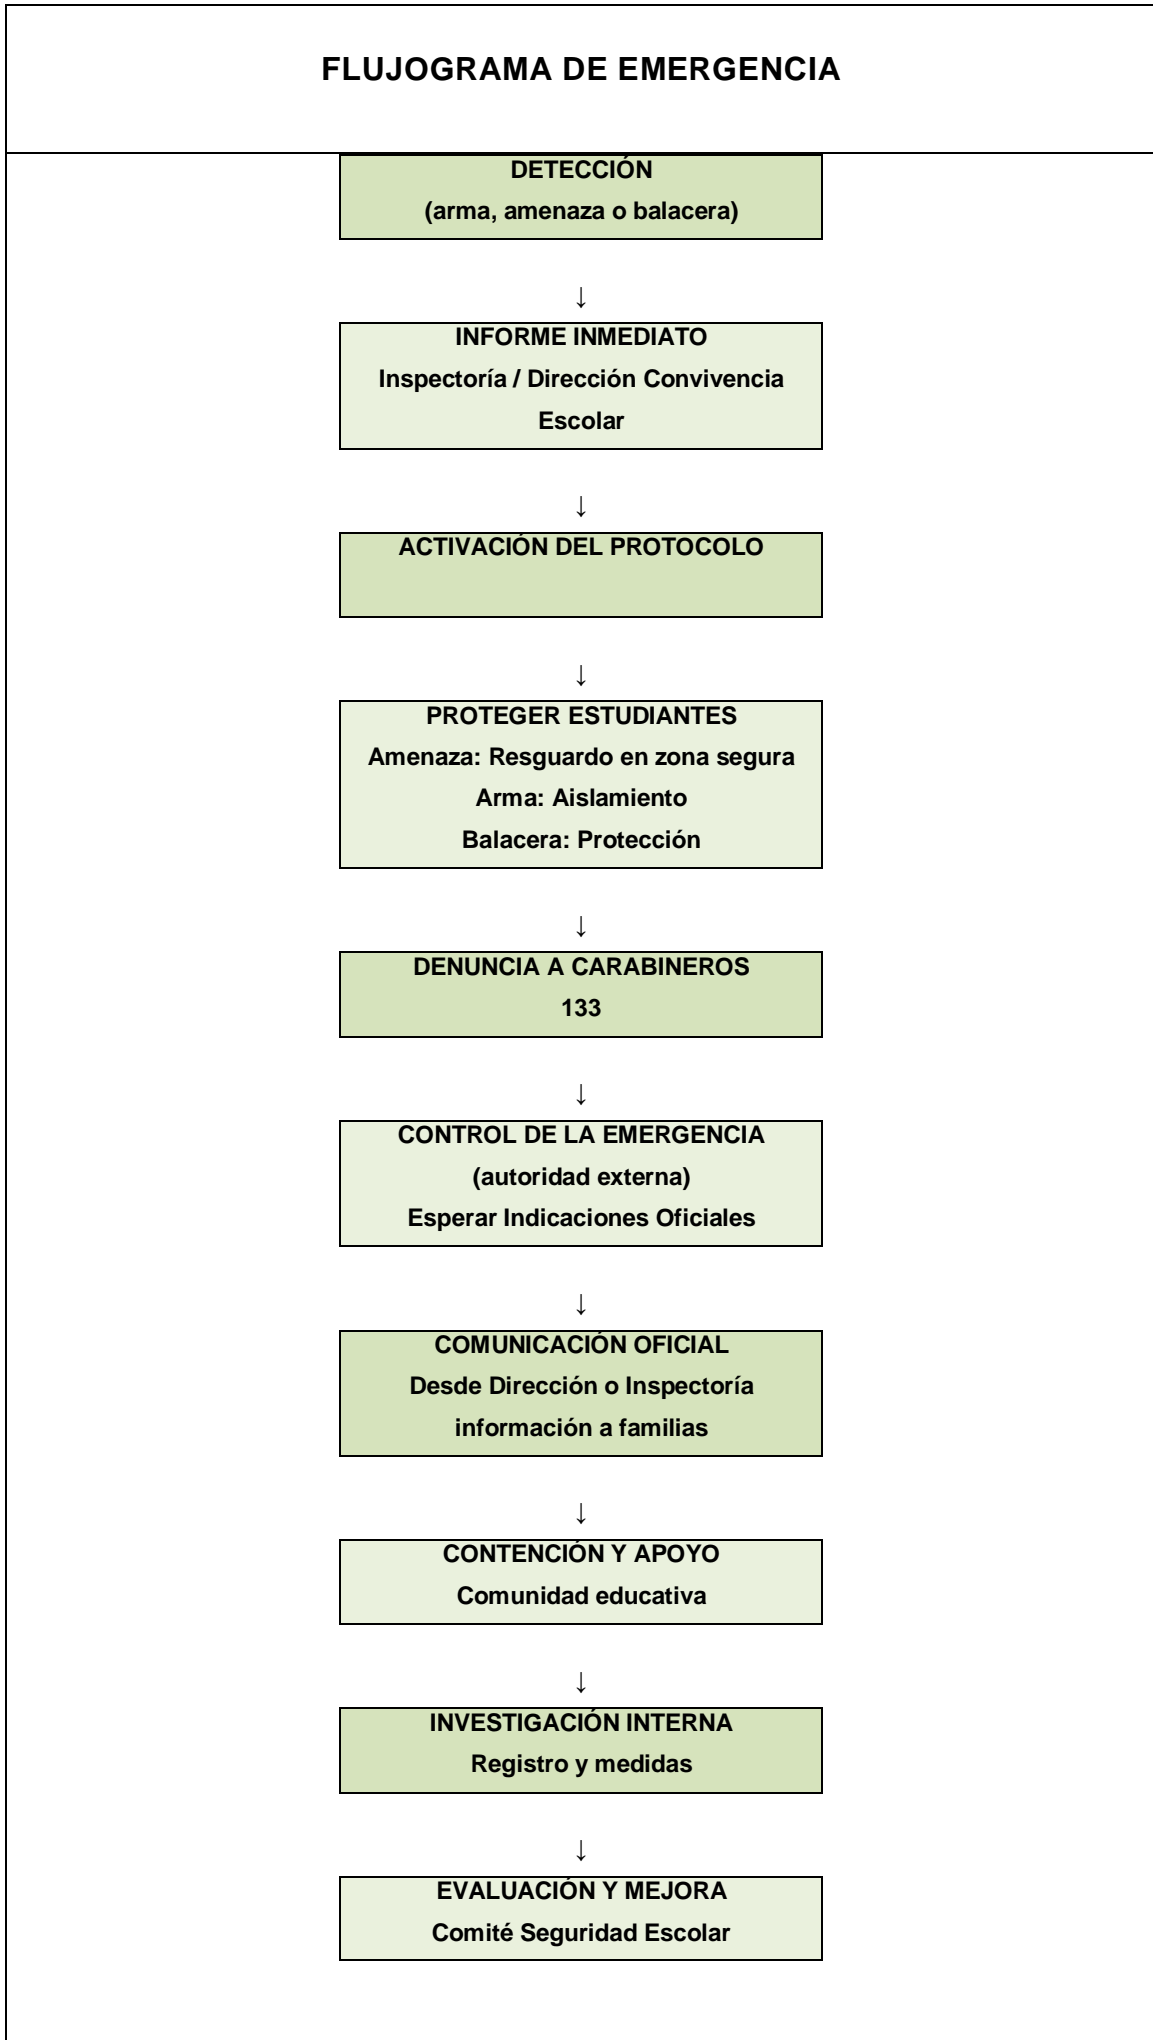 FLUJOGRAMA DE EMERGENCIA
DETECCIÓN
(arma, amenaza o balacera)
↓
INFORME INMEDIATO
Inspectoría / Dirección Convivencia
Escolar
↓
ACTIVACIÓN DEL PROTOCOLO
↓
PROTEGER ESTUDIANTES
Amenaza: Resguardo en zona segura
Arma: Aislamiento
Balacera: Protección
↓
DENUNCIA A CARABINEROS
133
↓
CONTROL DE LA EMERGENCIA
(autoridad externa)
Esperar Indicaciones Oficiales
↓
COMUNICACIÓN OFICIAL
Desde Dirección o Inspectoría
información a familias
↓
CONTENCIÓN Y APOYO
Comunidad educativa
↓
INVESTIGACIÓN INTERNA
Registro y medidas
↓
EVALUACIÓN Y MEJORA
Comité Seguridad Escolar